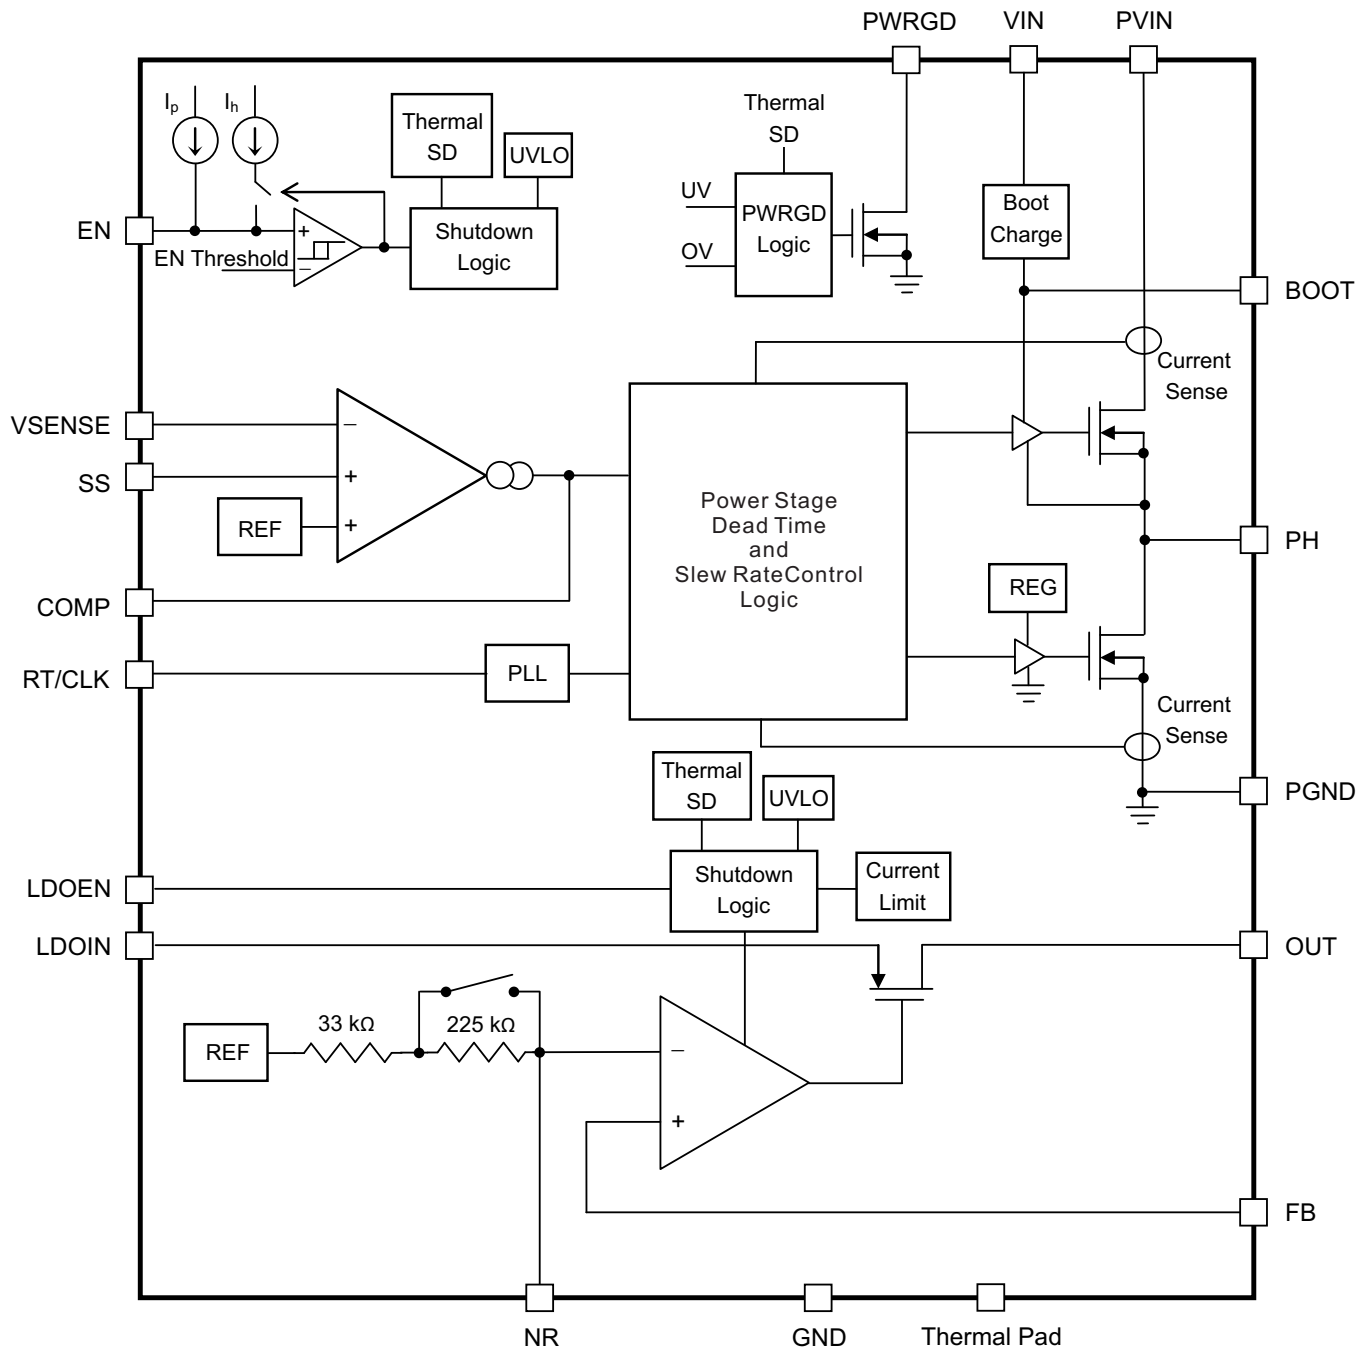 PWRGD VIN PVIN
Ip Ih
Thermal
SD
UVLO
Thermal
SD
EN
+
EN Threshold
−
Shutdown
Logic
UV
OV
PWRGD
Logic
Boot
Charge
BOOT
Current
Sense
VSENSE
−
SS
+
REF
+
COMP
RT/CLK
PLL
Power Stage
Dead Time
and
Slew RateControl
Logic
PH
REG
Current
Sense
PGND
Thermal
SD
UVLO
LDOEN
Shutdown
Logic
Current
Limit
LDOIN
OUT
REF
33 kΩ
225 kΩ
−
+
FB
NR
GND
Thermal Pad